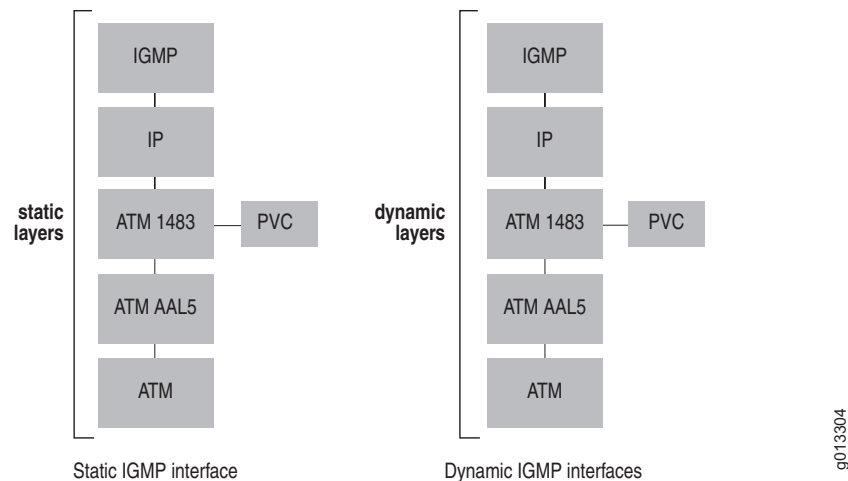 IGMP
IP
static
layers
ATM 1483
PVC
ATM AAL5
ATM
Static IGMP interface
IGMP
IP
dynamic
layers
ATM 1483
PVC
ATM AAL5
ATM
Dynamic IGMP interfaces
g013304